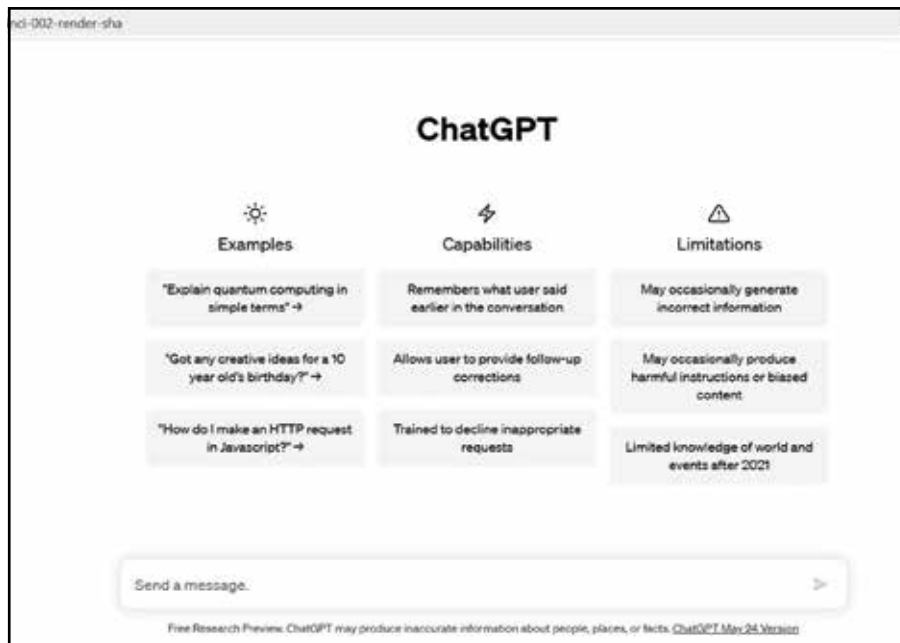 nci-002-render-sha
ChatGPT
Examples
"Explain quantum computing in
simple terms" →
"Got any creative ideas for a 10
year old's birthday?" →
"How do I make an HTTP request
in Javascript?" →
Capabilities
Remembers what user said
earlier in the conversation
Allows user to provide follow-up
corrections
Trained to decline inappropriate
requests
Limitations
May occasionally generate
incorrect information
May occasionally produce
harmful instructions or biased
content
Limited knowledge of world and
events after 2021
Send a message.
Free Research Preview. ChatGPT may produce inaccurate information about people, places, or facts. ChatGPT May 24 Version